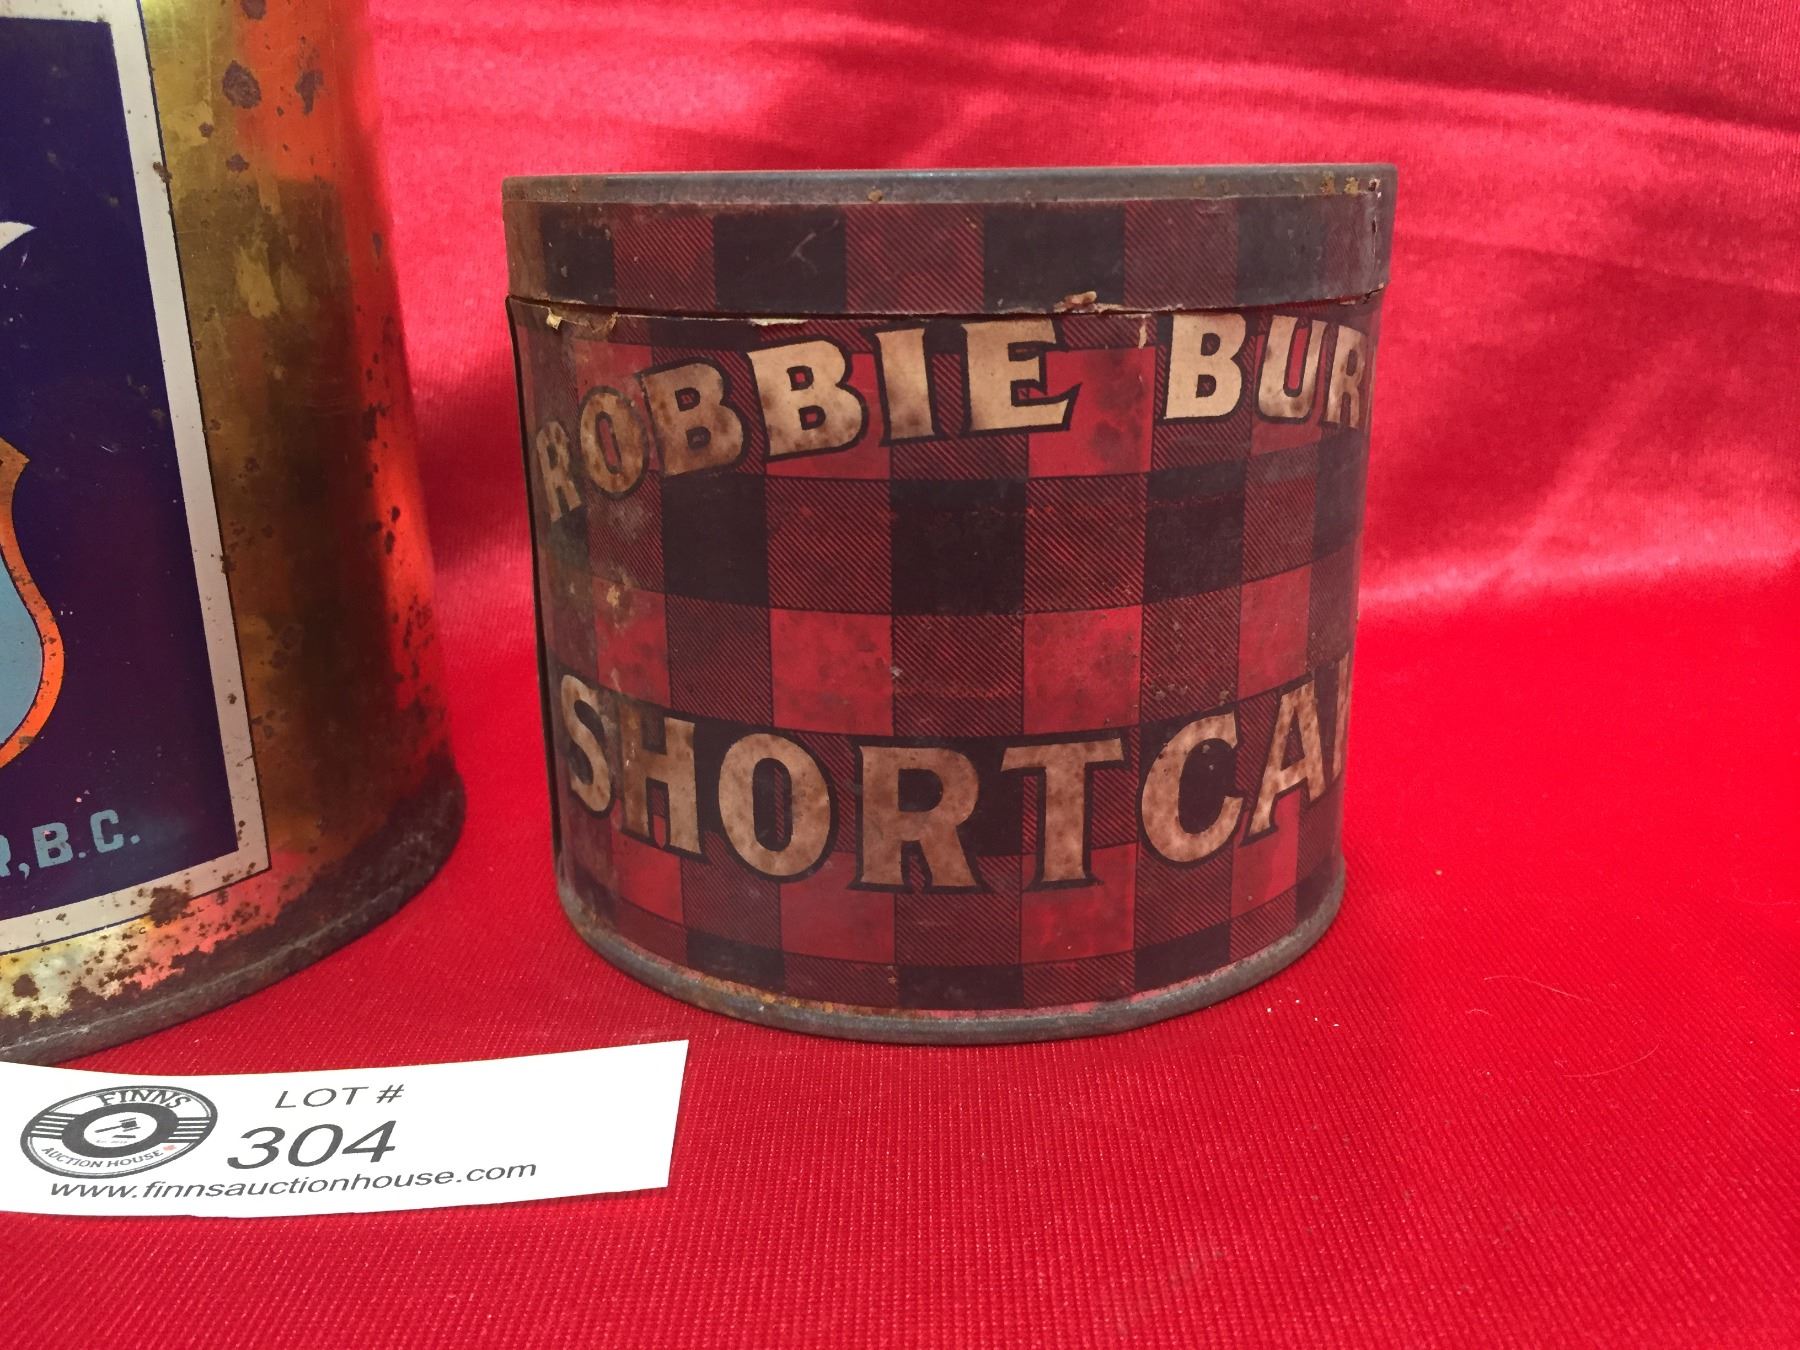 ROBBIE BUR
SHORTCA
R, B.C.
FINNS
AUCTION HOUSE
LOT #
304
www.finnsauctionhouse.com